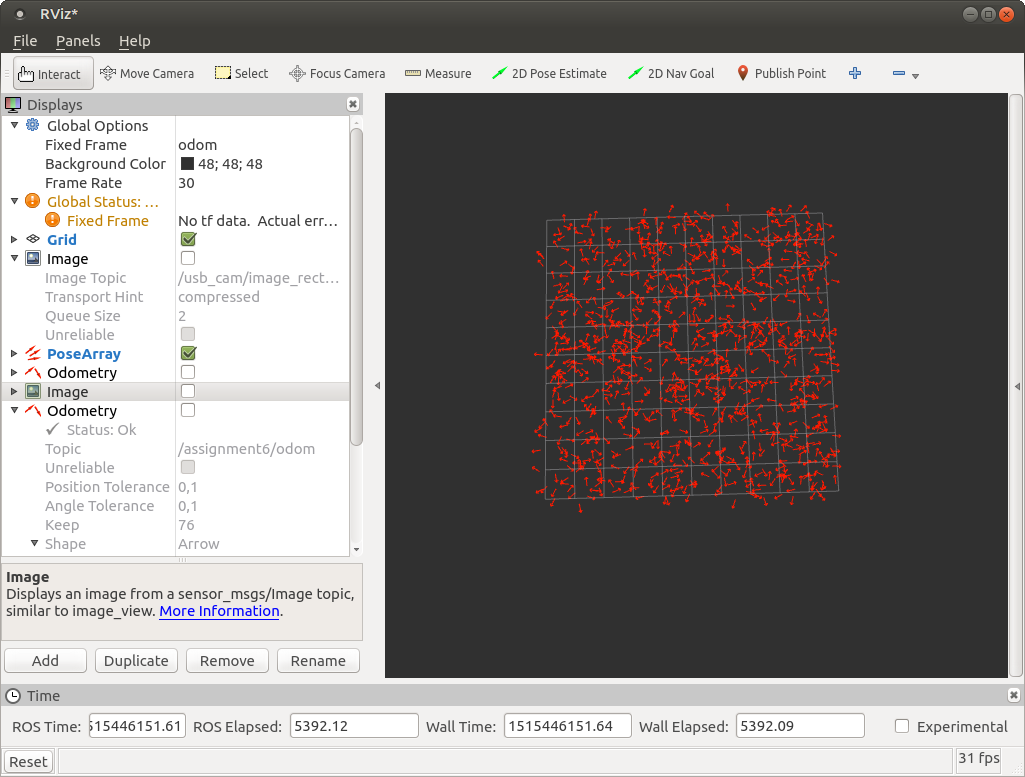 RViz*
File Panels Help
Interact Move Camera Select Focus Camera Measure 2D Pose Estimate 2D Nav Goal Publish Point
Displays
Global Options
Fixed Frame odom
Background Color 48; 48; 48
Frame Rate 30
Global Status: ...
Fixed Frame No tf data. Actual err...
Grid
Image
Image Topic /usb_cam/image_rect...
Transport Hint compressed
Queue Size 2
Unreliable
PoseArray
Odometry
Image
Odometry
Status: Ok
Topic /assignment6/odom
Unreliable
Position Tolerance 0,1
Angle Tolerance 0,1
Keep 76
Shape Arrow
Image
Displays an image from a sensor_msgs/Image topic,
similar to image_view. More Information.
Add Duplicate Remove Rename
Time
ROS Time: 515446151.61 ROS Elapsed: 5392.12 Wall Time: 1515446151.64 Wall Elapsed: 5392.09 Experimental
Reset 31 fps